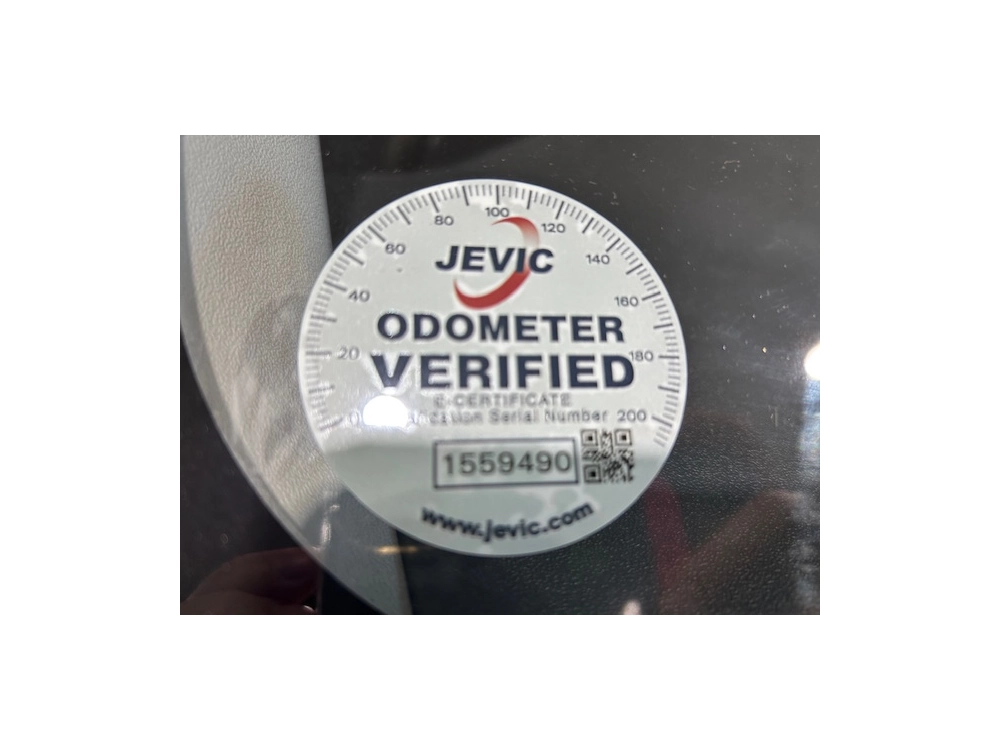 0 20 40 60 80 100 120 140 160 180 200
JEVIC
ODOMETER
VERIFIED
E-CERTIFICATE
Serial Number
1559490
www.jevic.com